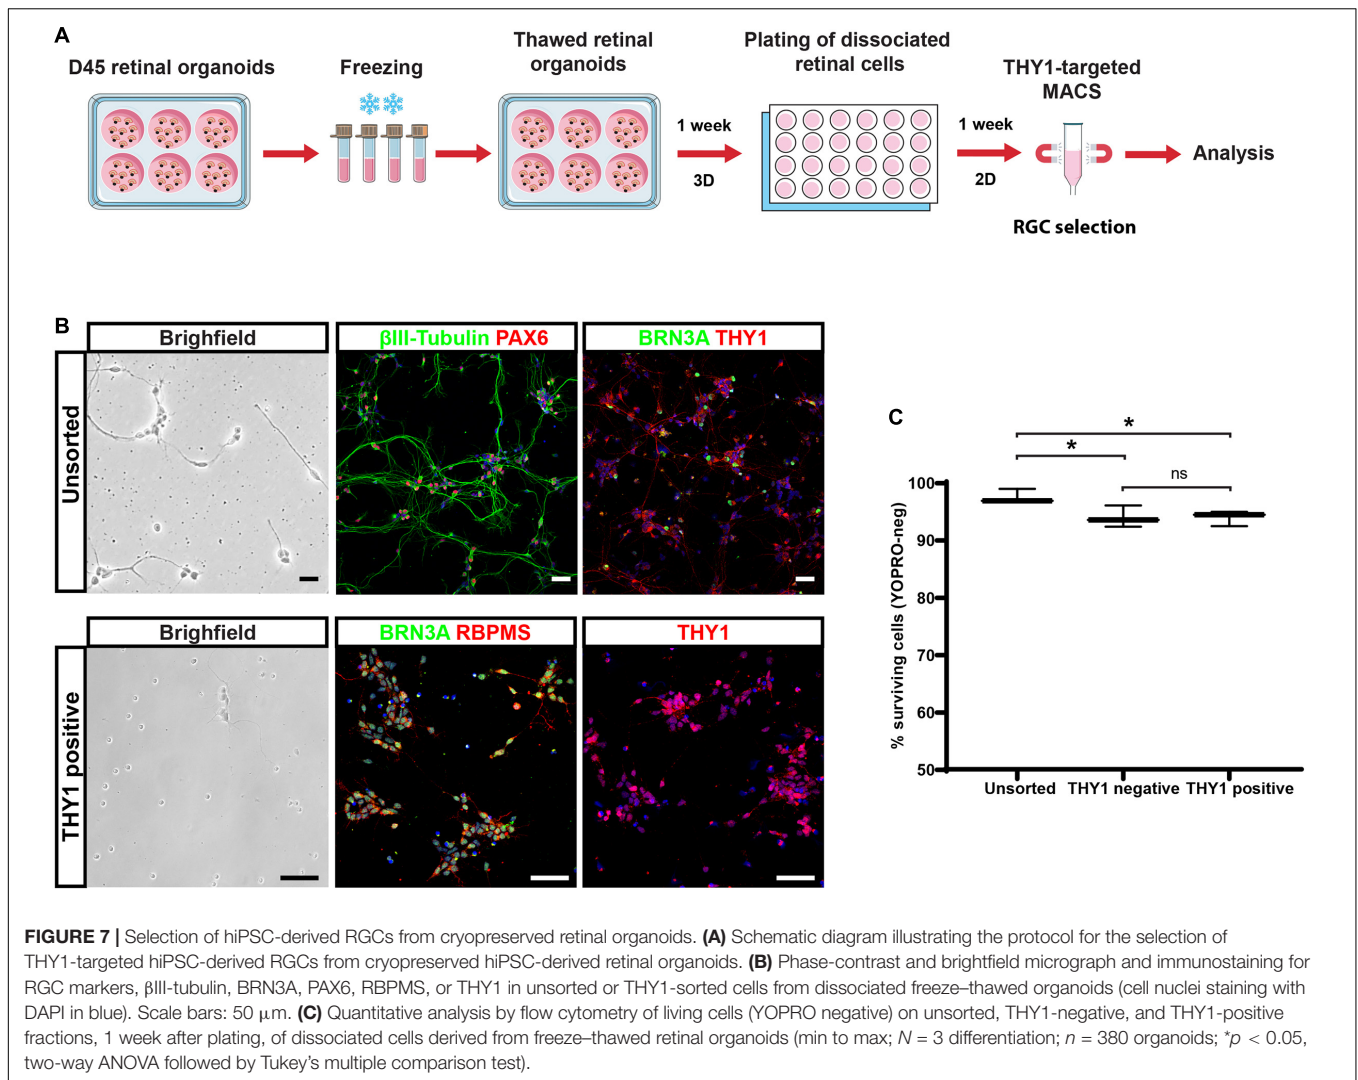 A
D45 retinal organoids
Freezing
Thawed retinal
organoids
1 week
3D
Plating of dissociated
retinal cells
1 week
2D
THY1-targeted
MACS
RGC selection
Analysis
B
Brighfield
βIII-Tubulin PAX6
BRN3A THY1
Unsorted
Brighfield
BRN3A RBPMS
THY1
THY1 positive
C
*
*
ns
% surviving cells (YOPRO-neg)
100
90
80
70
60
50
Unsorted THY1 negative THY1 positive
FIGURE 7 | Selection of hiPSC-derived RGCs from cryopreserved retinal organoids. (A) Schematic diagram illustrating the protocol for the selection of
THY1-targeted hiPSC-derived RGCs from cryopreserved hiPSC-derived retinal organoids. (B) Phase-contrast and brightfield micrograph and immunostaining for
RGC markers, βIII-tubulin, BRN3A, PAX6, RBPMS, or THY1 in unsorted or THY1-sorted cells from dissociated freeze–thawed organoids (cell nuclei staining with
DAPI in blue). Scale bars: 50 μm. (C) Quantitative analysis by flow cytometry of living cells (YOPRO negative) on unsorted, THY1-negative, and THY1-positive
fractions, 1 week after plating, of dissociated cells derived from freeze–thawed retinal organoids (min to max; N = 3 differentiation; n = 380 organoids; *p < 0.05,
two-way ANOVA followed by Tukey's multiple comparison test).